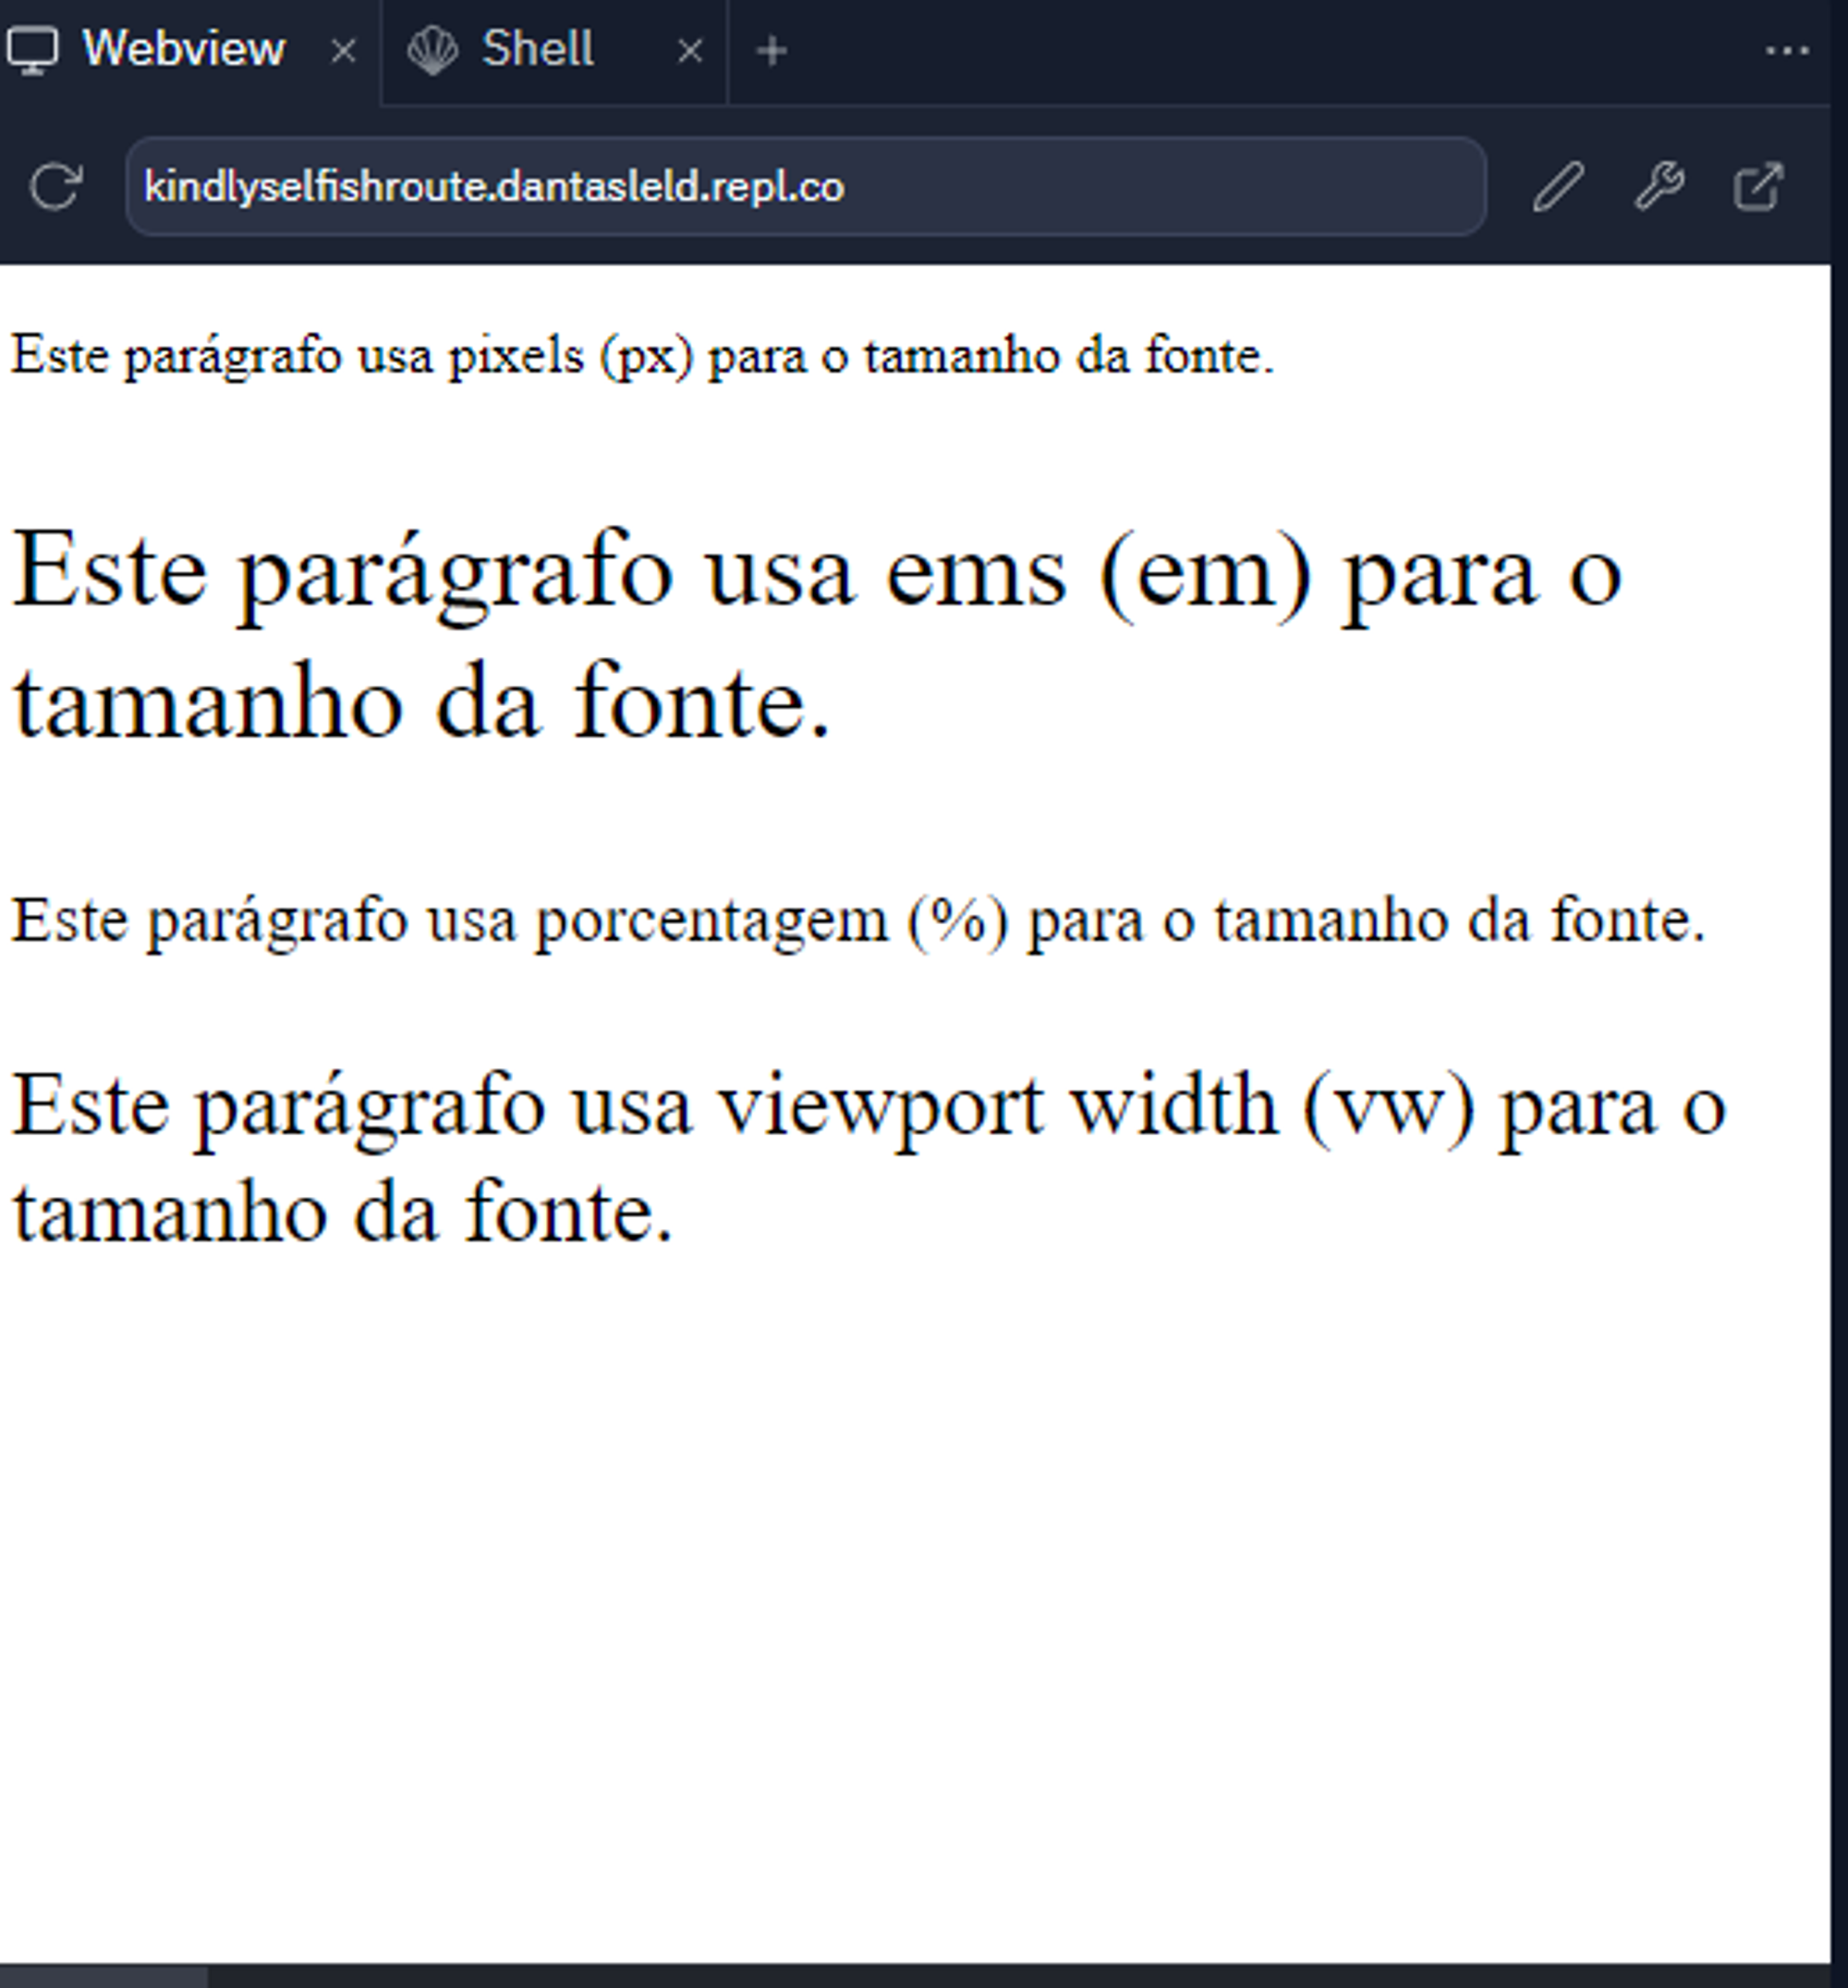 Webview
Shell
kindlyselfishroute.dantasleld.repl.co
Este parágrafo usa pixels (px) para o tamanho da fonte.
Este parágrafo usa ems (em) para o
tamanho da fonte.
Este parágrafo usa porcentagem (%) para o tamanho da fonte.
Este parágrafo usa viewport width (vw) para o
tamanho da fonte.